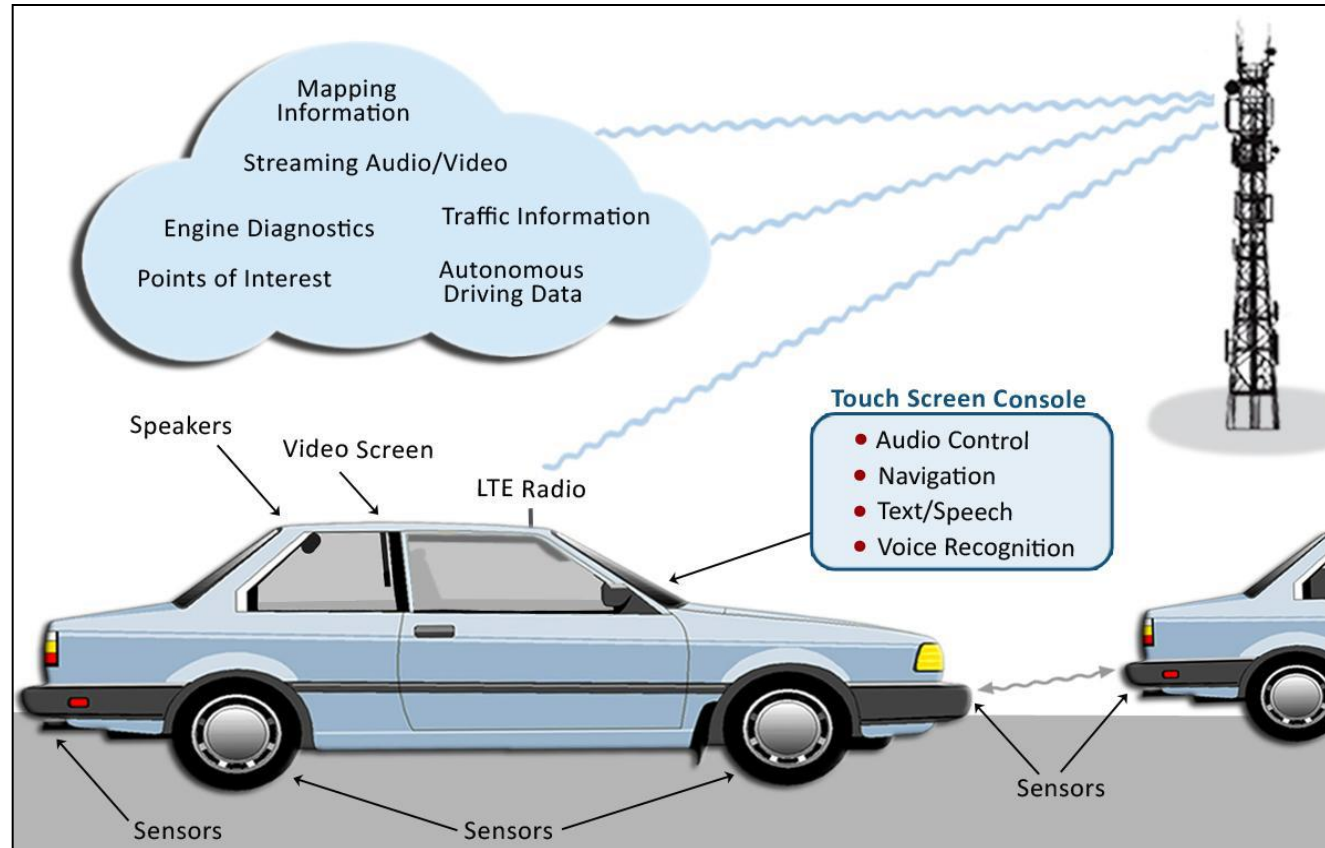 Mapping
Information
Streaming Audio/Video
Engine Diagnostics
Traffic Information
Points of Interest
Autonomous
Driving Data
Speakers
Video Screen
LTE Radio
Touch Screen Console
• Audio Control
• Navigation
• Text/Speech
• Voice Recognition
Sensors
Sensors
Sensors